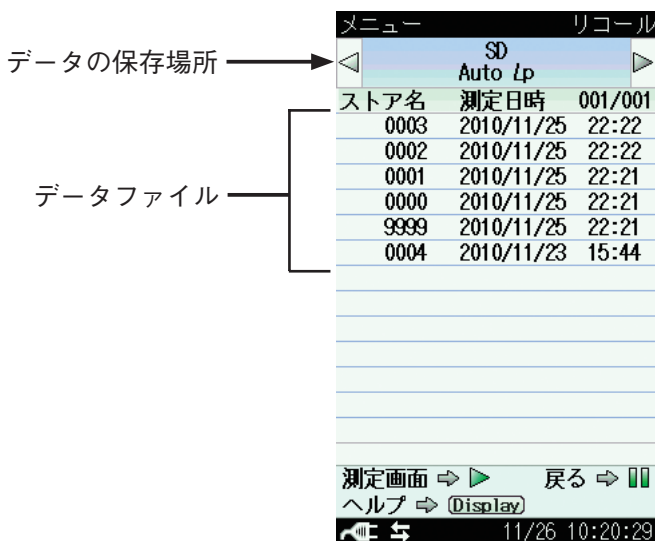 メニュー リコール
データの保存場所
SD
Auto Lp
ストア名 測定日時 001/001
0003 2010/11/25 22:22
0002 2010/11/25 22:22
0001 2010/11/25 22:21
データファイル
0000 2010/11/25 22:21
9999 2010/11/25 22:21
0004 2010/11/23 15:44
測定画面 ⇨ ▶ 戻る ⇨ ▮▮
ヘルプ ⇨ Display
11/26 10:20:29